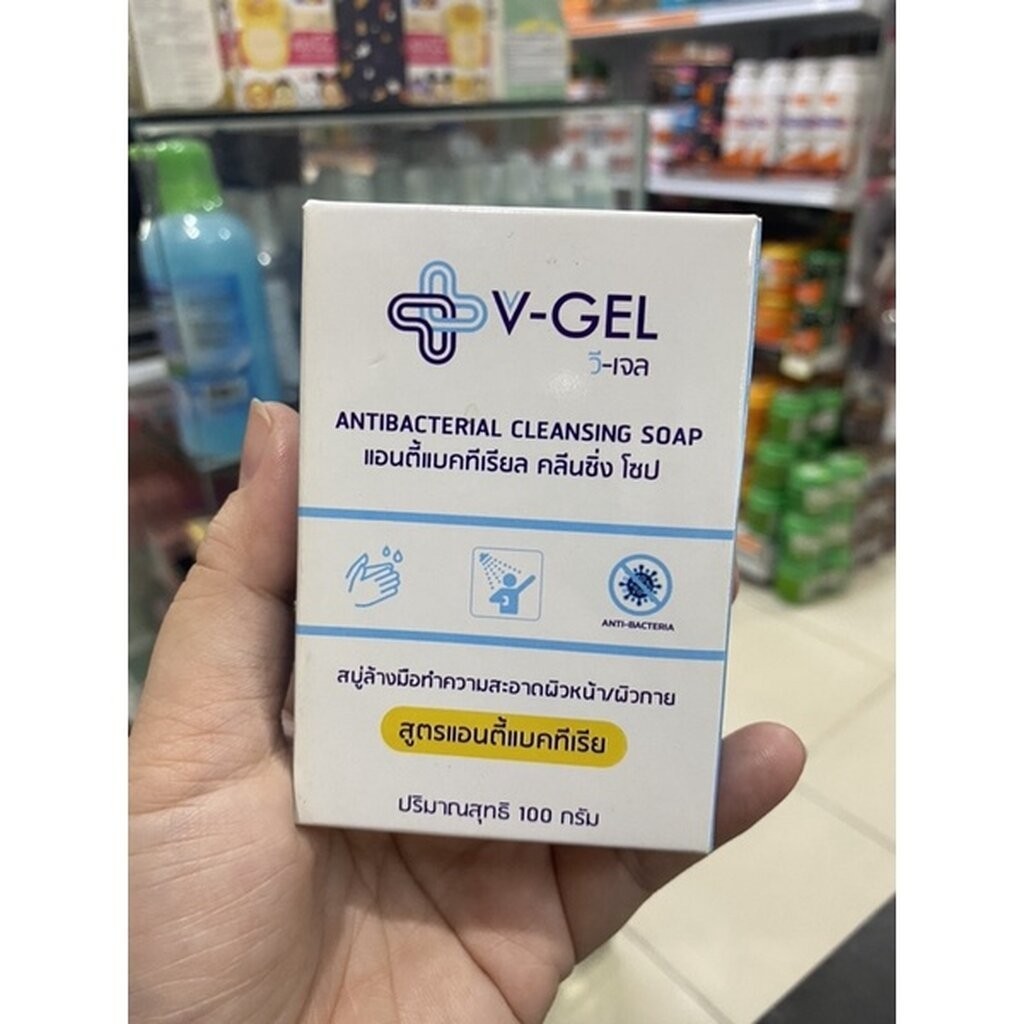 V-GEL
วี-เจล
ANTIBACTERIAL CLEANSING SOAP
แอนตี้แบคทีเรียล คลีนซิ่ง โซป
ANTI-BACTERIA
สบู่ล้างมือทำความสะอาดผิวหน้า/ผิวกาย
สูตรแอนตี้แบคทีเรีย
ปริมาณสุทธิ 100 กรัม